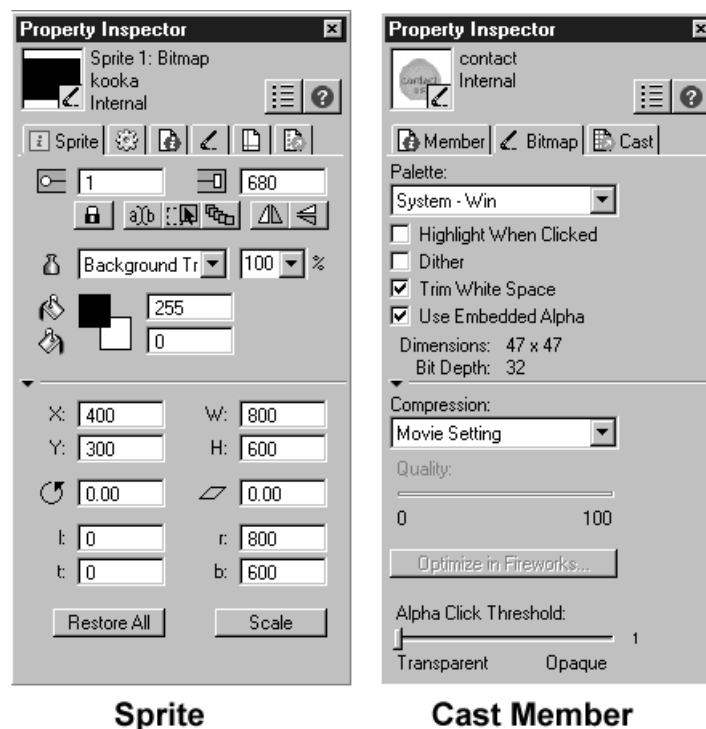 Property Inspector
Sprite 1: Bitmap
kooka
Internal
Sprite
1
680
Background Tr
100
%
255
0
X: 400
W: 800
Y: 300
H: 600
0.00
0.00
l: 0
r: 800
t: 0
b: 600
Restore All
Scale
Sprite
Property Inspector
contact
Internal
Member
Bitmap
Cast
Palette:
System - Win
Highlight When Clicked
Dither
Trim White Space
Use Embedded Alpha
Dimensions: 47 x 47
Bit Depth: 32
Compression:
Movie Setting
Quality:
0
100
Optimize in Fireworks...
Alpha Click Threshold:
1
Transparent
Opaque
Cast Member